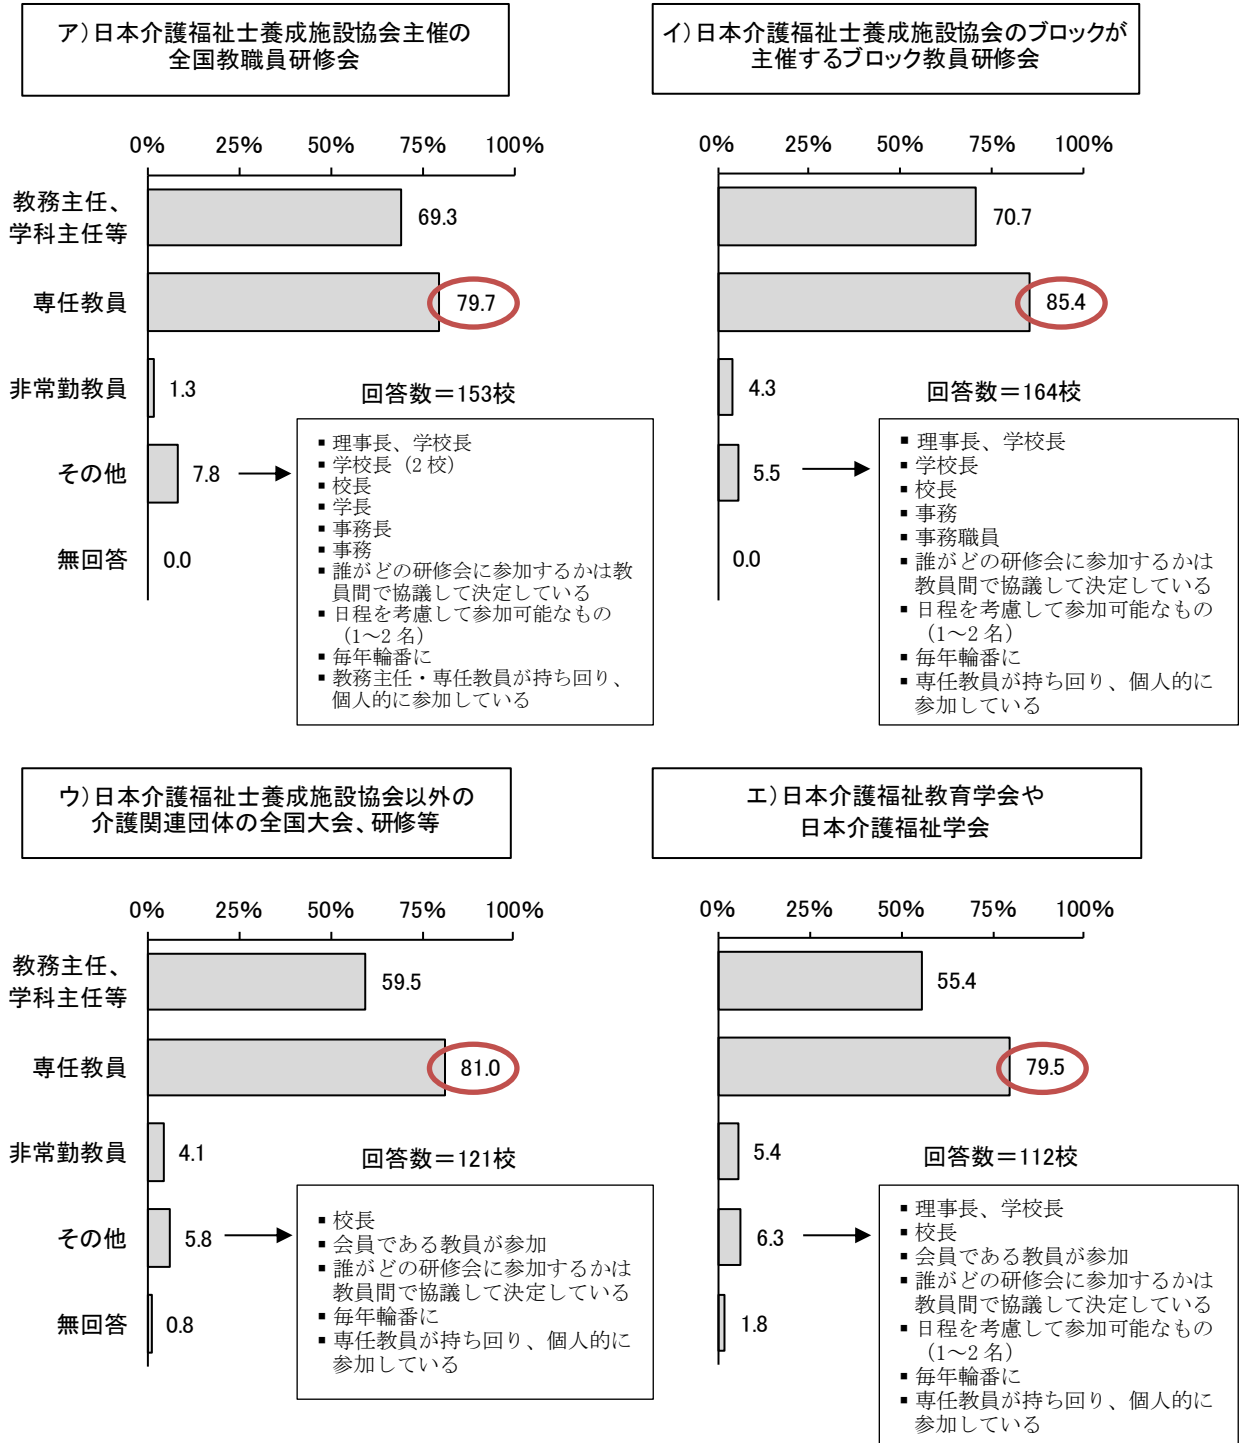 ア)日本介護福祉士養成施設協会主催の
全国教職員研修会
0% 25% 50% 75% 100%
教務主任、
学科主任等
69.3
専任教員
79.7
非常勤教員
1.3
回答数＝153校
その他
7.8
▪ 理事長、学校長
▪ 学校長（2 校）
▪ 校長
▪ 学長
▪ 事務長
▪ 事務
▪ 誰がどの研修会に参加するかは教
員間で協議して決定している
▪ 日程を考慮して参加可能なもの
（1～2 名）
▪ 毎年輪番に
▪ 教務主任・専任教員が持ち回り、
個人的に参加している
無回答
0.0
イ)日本介護福祉士養成施設協会のブロックが
主催するブロック教員研修会
0% 25% 50% 75% 100%
70.7
85.4
4.3
回答数＝164校
5.5
▪ 理事長、学校長
▪ 学校長
▪ 校長
▪ 事務
▪ 事務職員
▪ 誰がどの研修会に参加するかは
教員間で協議して決定している
▪ 日程を考慮して参加可能なもの
（1～2 名）
▪ 毎年輪番に
▪ 専任教員が持ち回り、個人的に
参加している
0.0
ウ)日本介護福祉士養成施設協会以外の
介護関連団体の全国大会、研修等
0% 25% 50% 75% 100%
教務主任、
学科主任等
59.5
専任教員
81.0
非常勤教員
4.1
回答数＝121校
その他
5.8
▪ 校長
▪ 会員である教員が参加
▪ 誰がどの研修会に参加するかは
教員間で協議して決定している
▪ 毎年輪番に
▪ 専任教員が持ち回り、個人的に
参加している
無回答
0.8
エ)日本介護福祉教育学会や
日本介護福祉学会
0% 25% 50% 75% 100%
55.4
79.5
5.4
回答数＝112校
6.3
▪ 理事長、学校長
▪ 校長
▪ 会員である教員が参加
▪ 誰がどの研修会に参加するかは
教員間で協議して決定している
▪ 日程を考慮して参加可能なもの
（1～2 名）
▪ 毎年輪番に
▪ 専任教員が持ち回り、個人的に
参加している
1.8